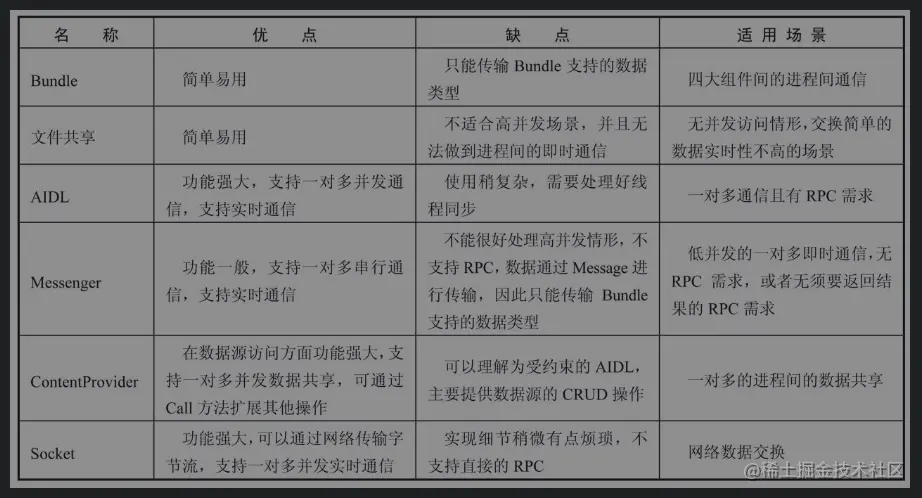 名 称 优 点 缺 点 适 用 场 景
Bundle
简单易用
只能传输 Bundle 支持的数据
类型
四大组件间的进程间通信
文件共享
简单易用
不适合高并发场景，并且无
法做到进程间的即时通信
无并发访问情形，交换简单的
数据实时性不高的场景
AIDL
功能强大，支持一对多并发通
信，支持实时通信
使用稍复杂，需要处理好线
程同步
一对多通信且有 RPC 需求
Messenger
功能一般，支持一对多串行通
信，支持实时通信
不能很好处理高并发情形，不
支持 RPC，数据通过 Message 进
行传输，因此只能传输 Bundle
支持的数据类型
低并发的一对多即时通信，无
RPC 需求，或者无须要返回结
果的 RPC 需求
ContentProvider
在数据源访问方面功能强大，支
持一对多并发数据共享，可通过
Call 方法扩展其他操作
可以理解为受约束的 AIDL，
主要提供数据源的 CRUD 操作
一对多的进程间的数据共享
Socket
功能强大，可以通过网络传输字
节流，支持一对多并发实时通信
实现细节稍微有点烦琐，不
支持直接的 RPC
网络数据交换
@稀土掘金技术社区